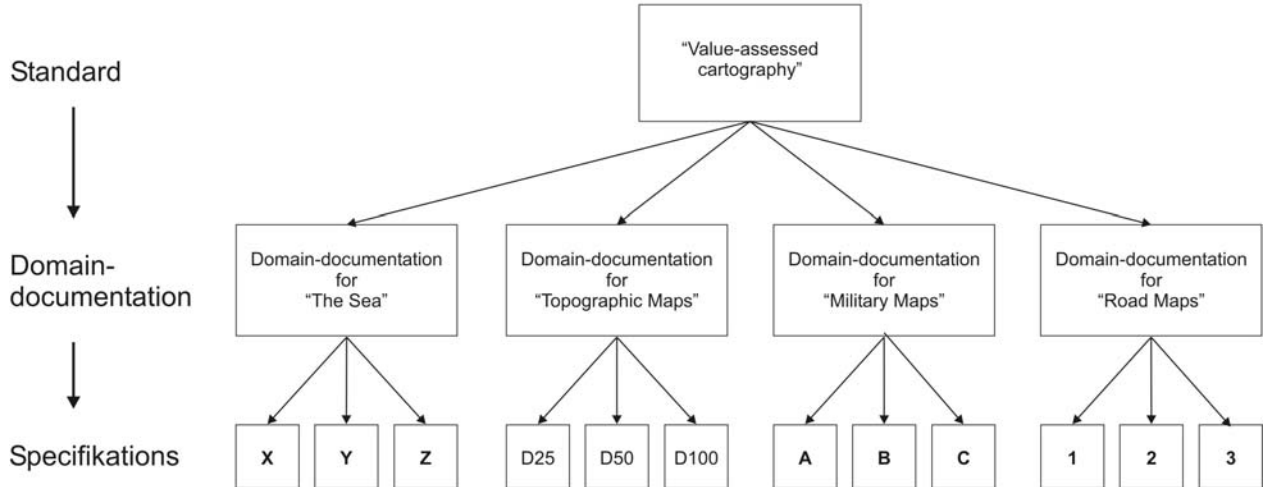 Standard
“Value-assessed
cartography”
Domain-
documentation
Domain-documentation
for
“The Sea”
Domain-documentation
for
“Topographic Maps”
Domain-documentation
for
“Military Maps”
Domain-documentation
for
“Road Maps”
Specifikations
X
Y
Z
D25
D50
D100
A
B
C
1
2
3